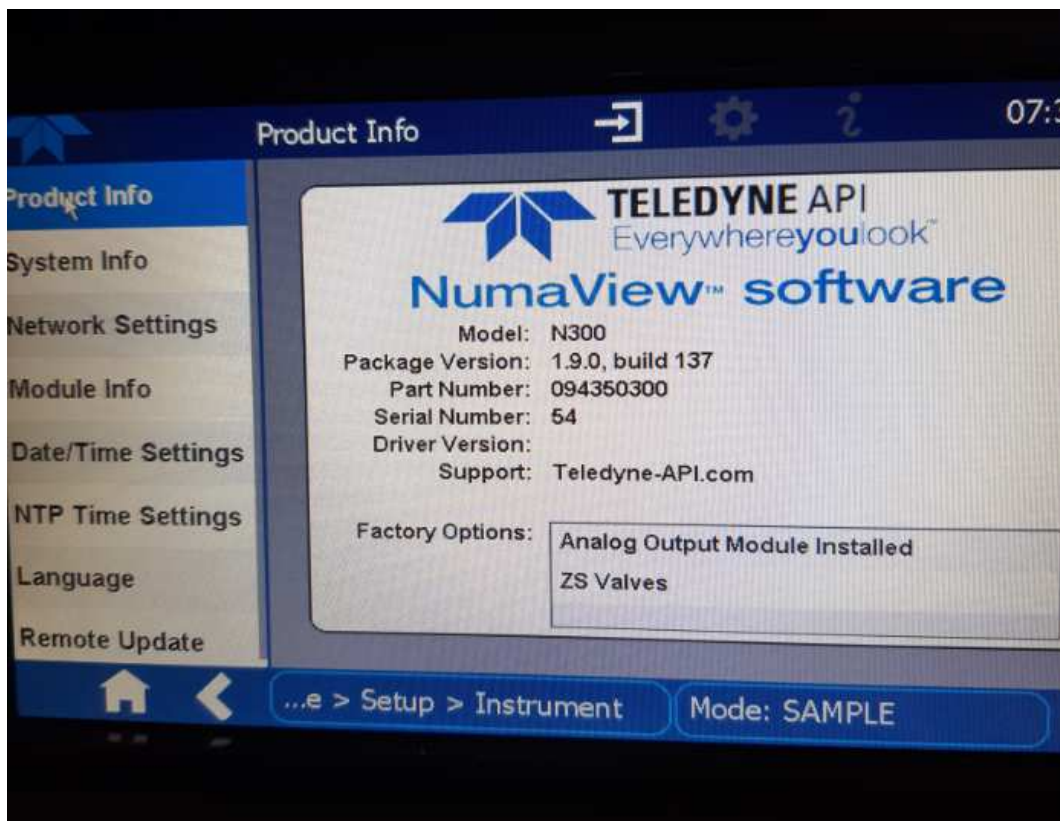 Product Info
07:3
Product Info
System Info
Network Settings
Module Info
Date/Time Settings
NTP Time Settings
Language
Remote Update
TELEDYNE API
Everywhereyoulook™
NumaView™ software
Model: N300
Package Version: 1.9.0, build 137
Part Number: 094350300
Serial Number: 54
Driver Version:
Support: Teledyne-API.com
Factory Options: Analog Output Module Installed
ZS Valves
...e > Setup > Instrument
Mode: SAMPLE